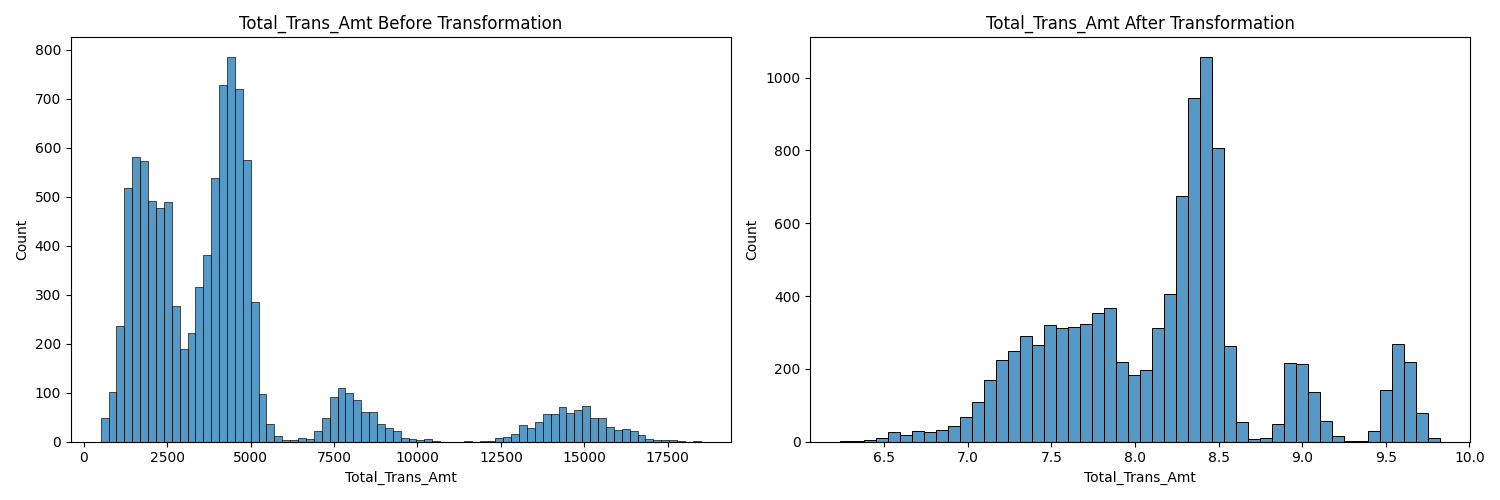 Total_Trans_Amt Before Transformation
800
700
600
500
400
300
200
100
0
Count
0 2500 5000 7500 10000 12500 15000 17500
Total_Trans_Amt
Total_Trans_Amt After Transformation
1000
800
600
400
200
0
Count
6.5 7.0 7.5 8.0 8.5 9.0 9.5 10.0
Total_Trans_Amt